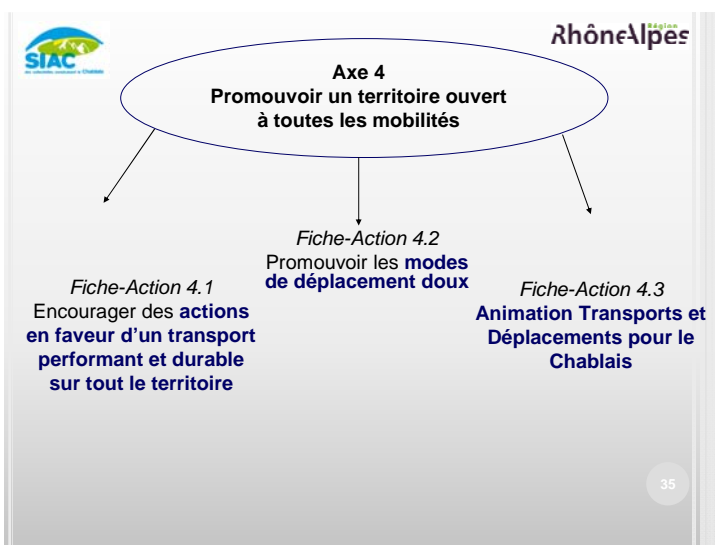 SIAC
RhôneAlpes
Région
Axe 4
Promouvoir un territoire ouvert
à toutes les mobilités
Fiche-Action 4.1
Encourager des actions
en faveur d’un transport
performant et durable
sur tout le territoire
Fiche-Action 4.2
Promouvoir les modes
de déplacement doux
Fiche-Action 4.3
Animation Transports et
Déplacements pour le
Chablais
35